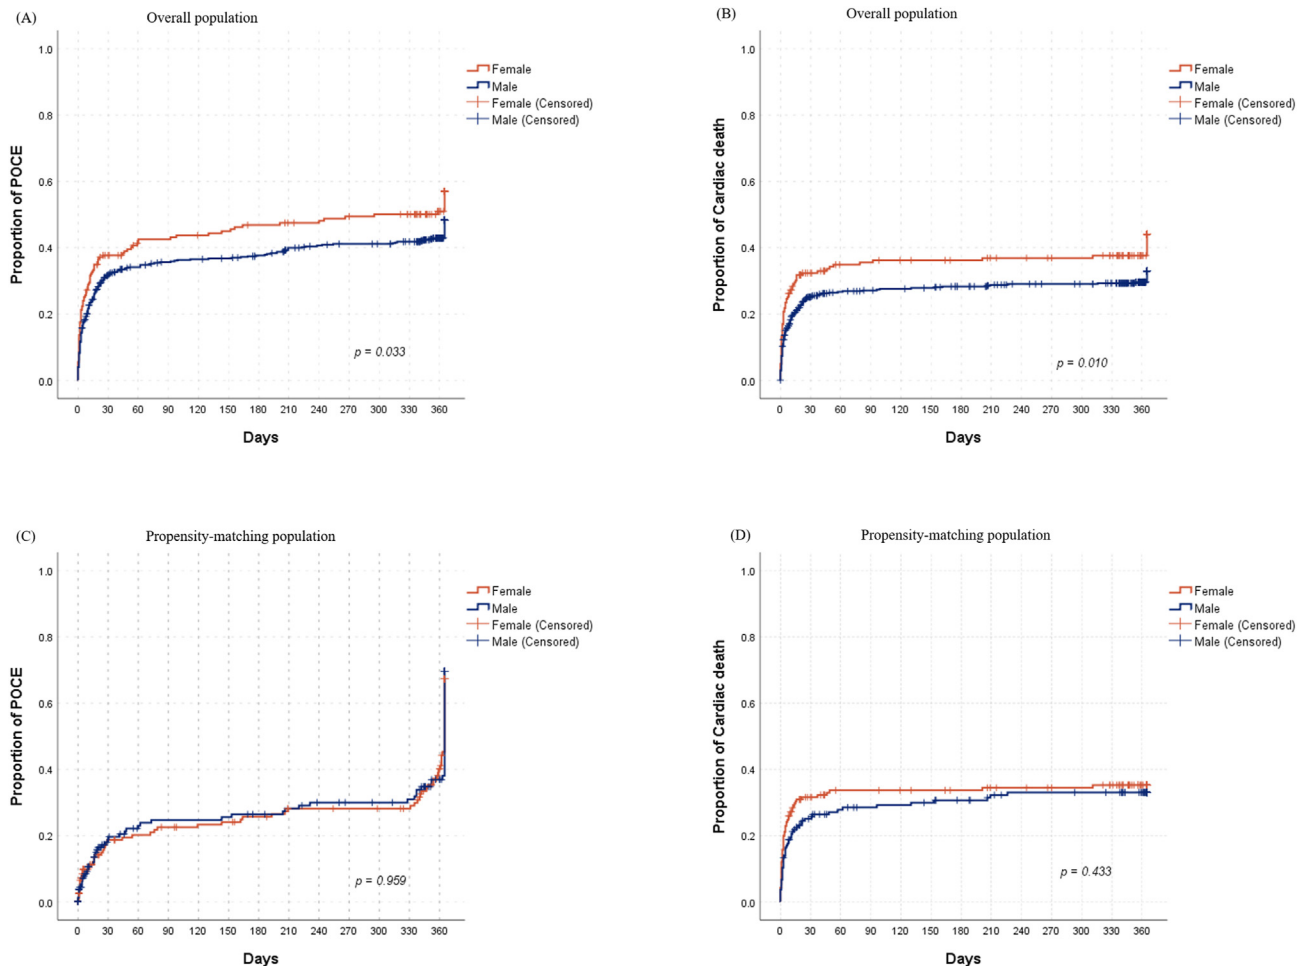 (A) Overall population
1.0
0.8
0.6
0.4
0.2
0.0
Proportion of POCE
Female
Male
Female (Censored)
Male (Censored)
p = 0.033
0 30 60 90 120 150 180 210 240 270 300 330 360
Days
(B) Overall population
1.0
0.8
0.6
0.4
0.2
0.0
Proportion of Cardiac death
Female
Male
Female (Censored)
Male (Censored)
p = 0.010
0 30 60 90 120 150 180 210 240 270 300 330 360
Days
(C) Propensity-matching population
1.0
0.8
0.6
0.4
0.2
0.0
Proportion of POCE
Female
Male
Female (Censored)
Male (Censored)
p = 0.959
0 30 60 90 120 150 180 210 240 270 300 330 360
Days
(D) Propensity-matching population
1.0
0.8
0.6
0.4
0.2
0.0
Proportion of Cardiac death
Female
Male
Female (Censored)
Male (Censored)
p = 0.433
0 30 60 90 120 150 180 210 240 270 300 330 360
Days